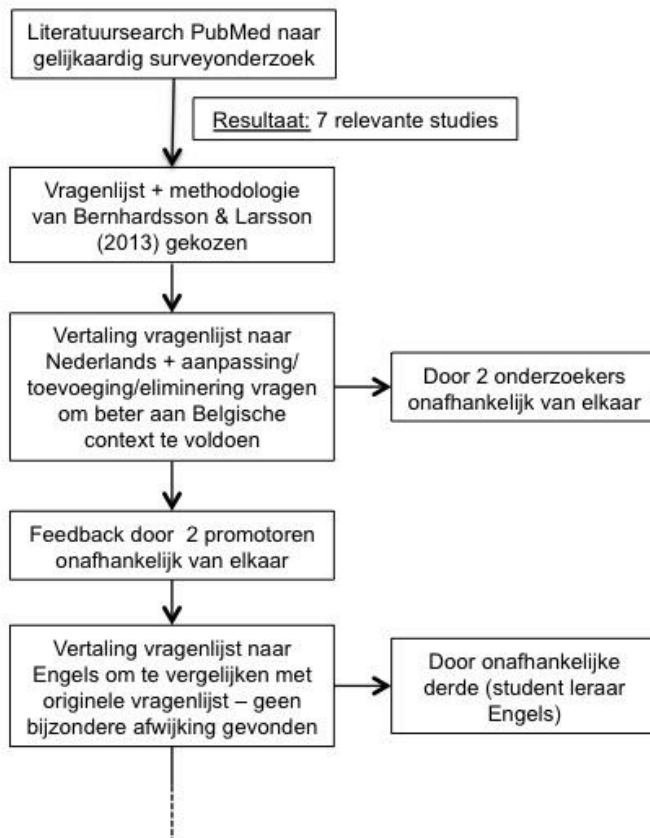 Literatuursearch PubMed naar
gelijkaardig surveyonderzoek
Resultaat: 7 relevante studies
Vragenlijst + methodologie
van Bernhardsson & Larsson
(2013) gekozen
Vertaling vragenlijst naar
Nederlands + aanpassing/
toevoeging/eliminering vragen
om beter aan Belgische
context te voldoen
Door 2 onderzoekers
onafhankelijk van elkaar
Feedback door 2 promotoren
onafhankelijk van elkaar
Vertaling vragenlijst naar
Engels om te vergelijken met
originele vragenlijst – geen
bijzondere afwijking gevonden
Door onafhankelijke
derde (student leraar
Engels)